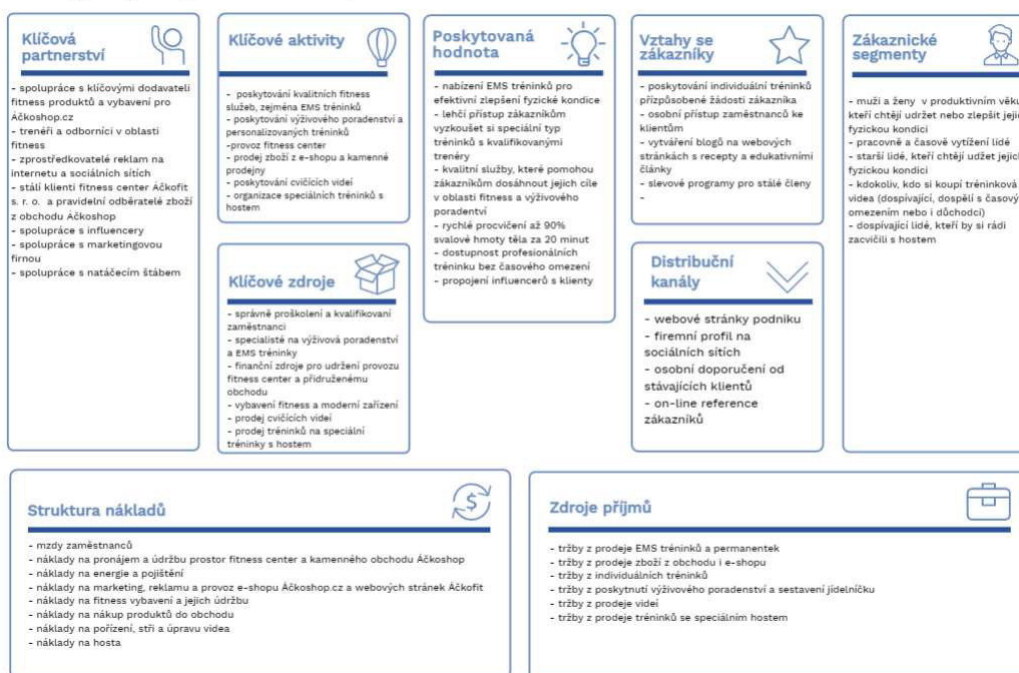 Klíčová
partnerství
- spolupráce s klíčovými dodavateli
fitness produktů a vybavení pro
Áčkoshop.cz
- trenéři a odborníci v oblasti
fitness
- zprostředkovatelé reklam na
internetu a sociálních sítích
- stálí klienti fitness center Áčkofit
s. r. o. a pravidelní odběratelé zboží
z obchodu Áčkoshop
- spolupráce s influencery
- spolupráce s marketingovou
firnou
- spolupráce s natáčecím štábem
Klíčové aktivity
- poskytování kvalitních fitness
služeb, zejména EMS tréninků
- poskytování výživového poradenství a
personalizovaných tréninků
-provoz fitness center
- prodej zboží z e-shopu a kamenné
prodejny
- poskytování cvičících videí
- organizace speciálních tréninků s
hostem
Klíčové zdroje
- správně proškolení a kvalifikovaní
zaměstnanci
- specialisté na výživová poradenství
a EMS tréninky
- finanční zdroje pro udržení provozu
fitness center a přidruženému
obchodu
- vybavení fitness a moderní zařízení
- prodej cvičících videí
- prodej tréninků na speciální
tréninky s hostem
Poskytovaná
hodnota
- nabízení EMS tréninků pro
efektivní zlepšení fyzické kondice
- lehčí přístup zákazníkům
vyzkoušet si speciální typ
tréninků s kvalifikovanými
trenéry
- kvalitní služby, které pomohou
zákazníkům dosáhnout jejich cíle
v oblasti fitness a výživového
poradentví
- rychlé procvičení až 90%
svalové hmoty těla za 20 minut
- dostupnost profesionálních
tréninku bez časového omezení
- propojení influencerů s klienty
Vztahy se
zákazníky
- poskytování individuální tréninků
přízpůsobené žádosti zákazníka
- osobní přístup zaměstnanců ke
klientům
- vytváření blogů na webových
stránkách s recepty a edukativními
články
- slevové programy pro stálé členy
-
Distribuční
kanály
- webové stránky podniku
- firemní profil na
sociálních sítích
- osobní doporučení od
stávajících klientů
- on-line reference
zákazníků
Zákaznické
segmenty
- muži a ženy v produktivním věku
kteří chtějí udržet nebo zlepšit jejic
fyzickou kondici
- pracovně a časově vytížení lidé
- starší lidé, kteří chtějí udžet jejich
fyzickou kondici
- kdokoliv, kdo si koupí tréninková
videa (dospívající, dospělí s časový
omezením nebo i důchodci)
- dospívající lidé, kteří by si rádi
zacvičili s hostem
Struktura nákladů
- mzdy zaměstnanců
- náklady na pronájem a údržbu prostor fitness center a kamenného obchodu Áčkoshop
- náklady na energie a pojištění
- náklady na marketing, reklamu a provoz e-shopu Áčkoshop.cz a webových stránek Áčkofit
- náklady na fitness vybavení a jejich údržbu
- náklady na nákup produktů do obchodu
- náklady na pořízení, stři a úpravu videa
- náklady na hosta
Zdroje příjmů
- tržby z prodeje EMS tréninků a permanentek
- tržby z prodeje zboží z obchodu i e-shopu
- tržby z individuálních tréninků
- tržby z poskytnutí výživového poradenství a sestavení jídelníčku
- tržby z prodeje videí
- tržby z prodeje tréninků se speciálním hostem